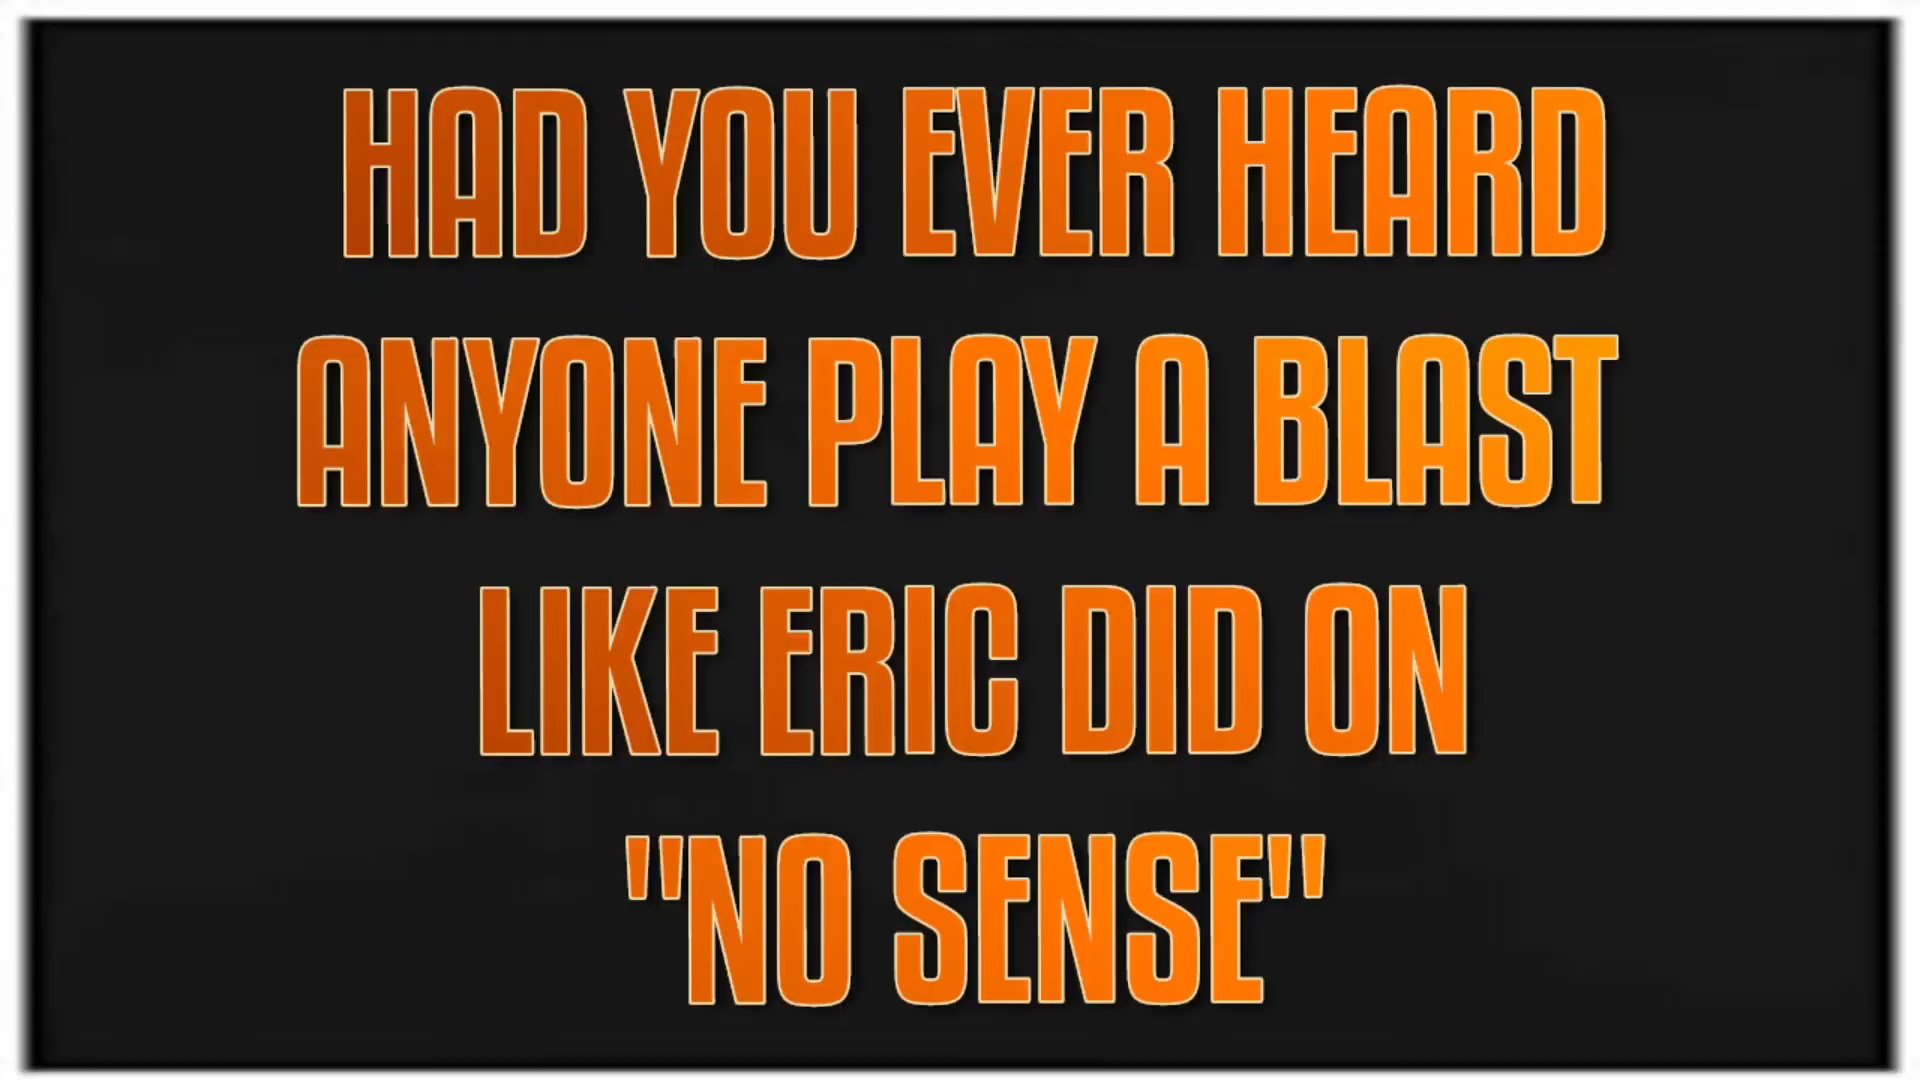 HAD YOU EVER HEARD
ANYONE PLAY A BLAST
LIKE ERIC DID ON
"NO SENSE"